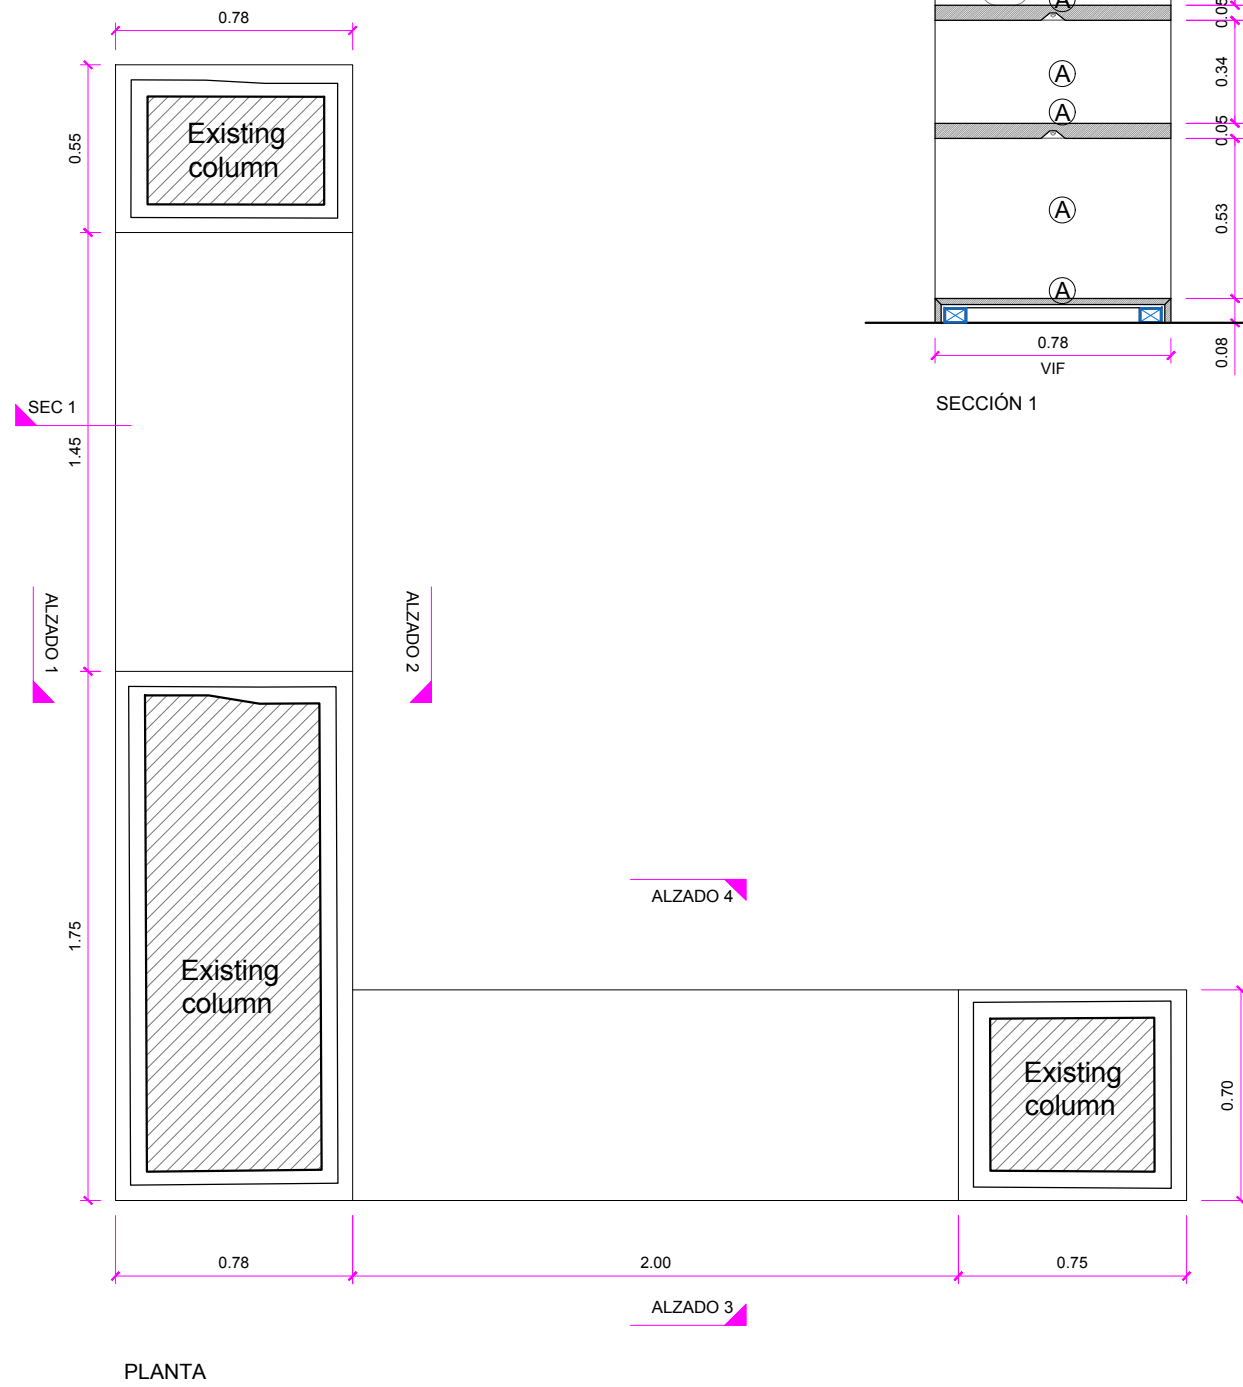 0.78
0.05
A
0.34
A
A
0.05
Existing
column
0.55
A
0.53
A
0.78
0.08
VIF
SECCIÓN 1
SEC 1
1.45
ALZADO 1
ALZADO 2
ALZADO 4
1.75
Existing
column
Existing
column
0.70
0.78
2.00
0.75
ALZADO 3
PLANTA